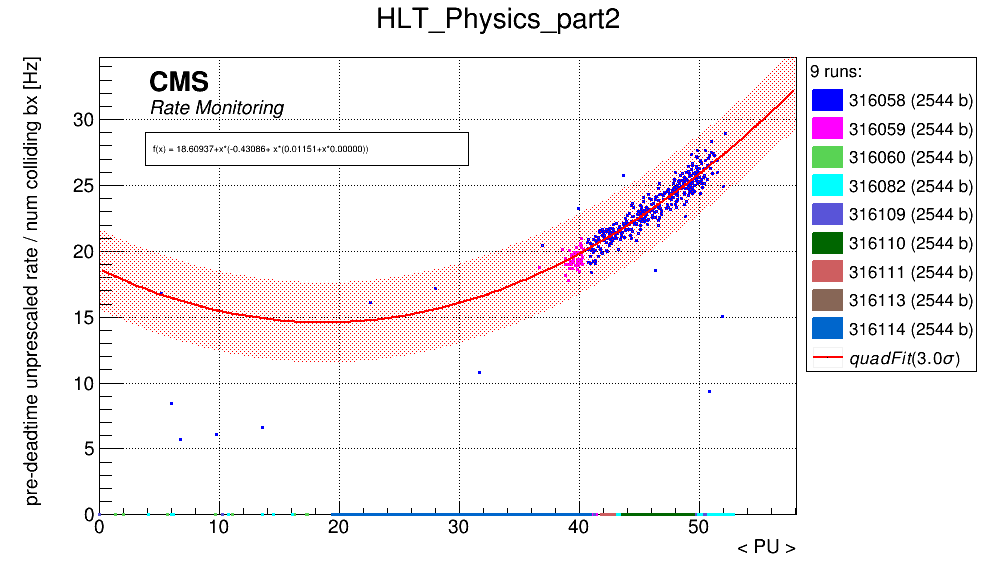 HLT_Physics_part2
pre-deadtime unprescaled rate / num colliding bx [Hz]
CMS
Rate Monitoring
f(x) = 18.60937+x*(-0.43086+ x*(0.01151+x*0.00000))
30
25
20
15
10
5
0
0 10 20 30 40 50
< PU >
9 runs:
316058 (2544 b)
316059 (2544 b)
316060 (2544 b)
316082 (2544 b)
316109 (2544 b)
316110 (2544 b)
316111 (2544 b)
316113 (2544 b)
316114 (2544 b)
quadFit(3.0σ)